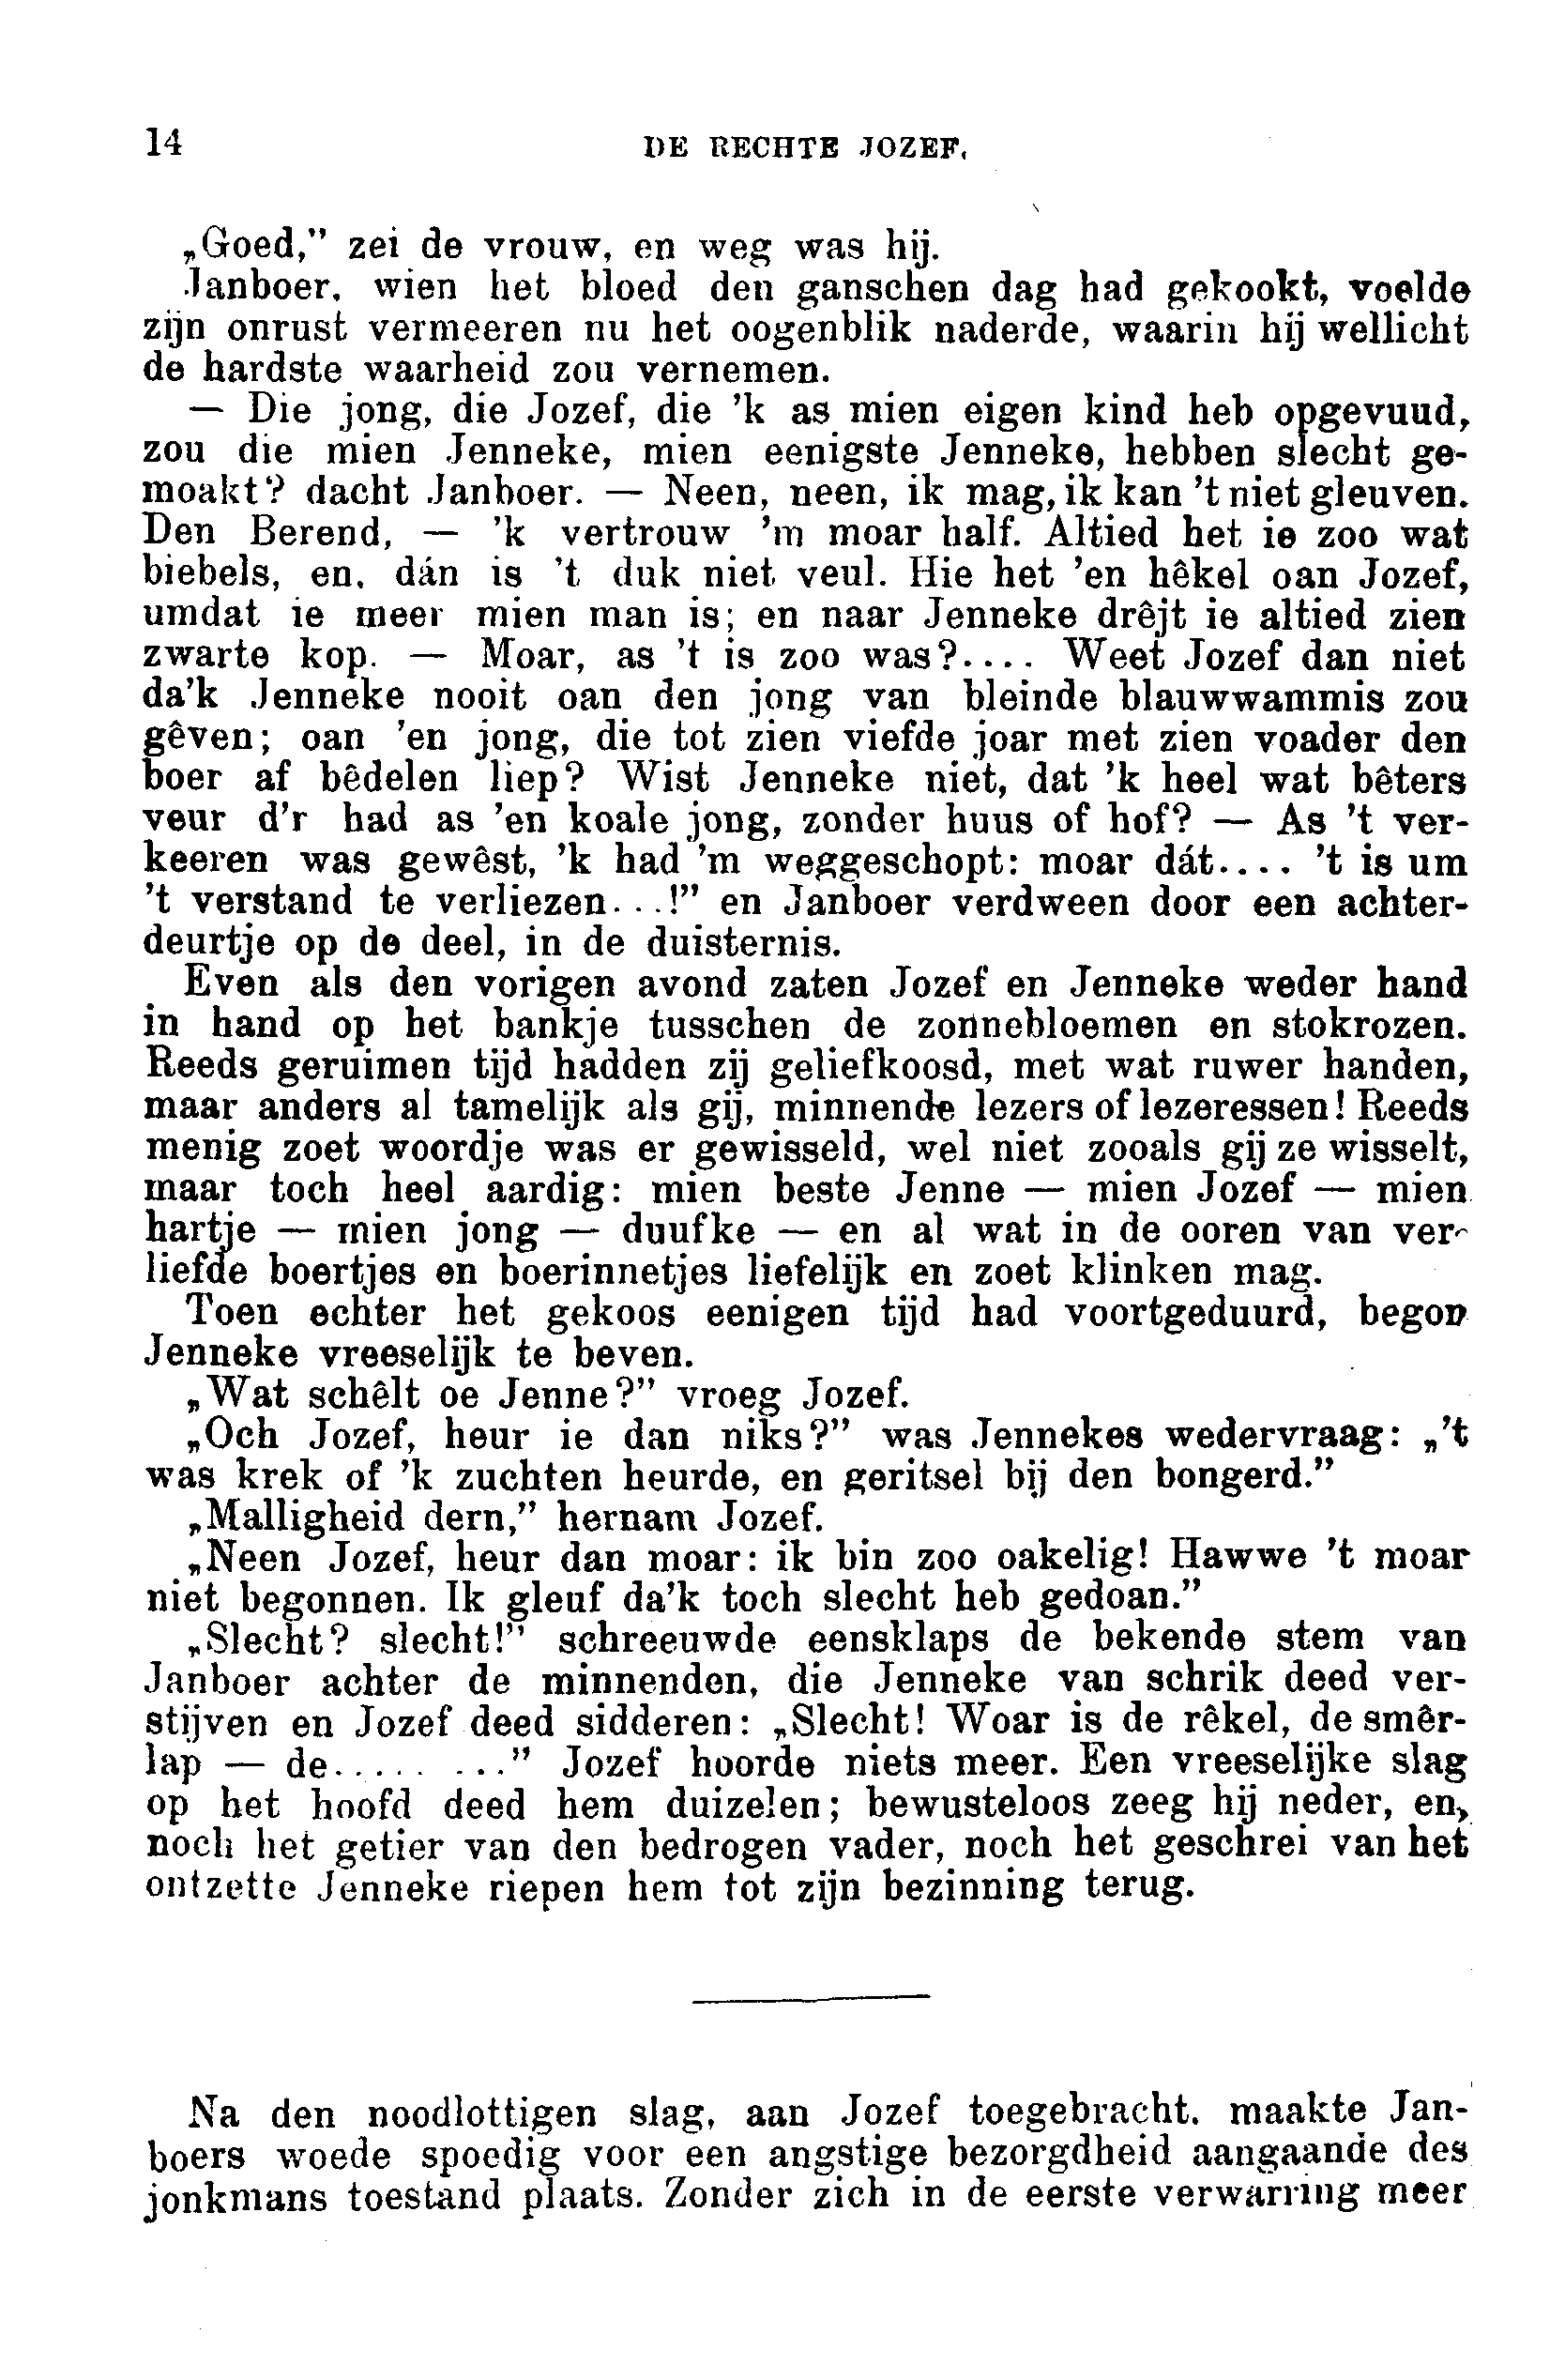 14 DE RECHTE JOZEF.
„Goed,” zei de vrouw, en weg was hij.
Janboer, wien het bloed den ganschen dag had gekookt, voelde
zijn onrust vermeeren nu het oogenblik naderde, waarin hij wellicht
de hardste waarheid zou vernemen.
— Die jong, die Jozef, die ’k as mien eigen kind heb opgevuud,
zou die mien Jenneke, mien eenigste Jenneke, hebben slecht ge-
moakt? dacht Janboer. — Neen, neen, ik mag, ik kan ’t niet gleuven.
Den Berend, — ’k vertrouw ’m moar half. Altied het ie zoo wat
biebels, en, dán is ’t duk niet veul. Hie het ’en hêkel oan Jozef,
umdat ie meer mien man is; en naar Jenneke drêjt ie altied zien
zwarte kop. — Moar, as ’t is zoo was?.... Weet Jozef dan niet
da’k Jenneke nooit oan den jong van bleinde blauwwammis zou
gêven; oan ’en jong, die tot zien viefde joar met zien voader den
boer af bêdelen liep? Wist Jenneke niet, dat ’k heel wat bêters
veur d’r had as ’en koale jong, zonder huus of hof? — As ’t ver-
keeren was gewêst, ’k had ’m weggeschopt: moar dát.... ’t is um
’t verstand te verliezen...!” en Janboer verdween door een achter-
deurtje op de deel, in de duisternis.
Even als den vorigen avond zaten Jozef en Jenneke weder hand
in hand op het bankje tusschen de zonnebloemen en stokrozen.
Reeds geruimen tijd hadden zij geliefkoosd, met wat ruwer handen,
maar anders al tamelijk als gij, minnende lezers of lezeressen! Reeds
menig zoet woordje was er gewisseld, wel niet zooals gij ze wisselt,
maar toch heel aardig: mien beste Jenne — mien Jozef — mien
hartje — mien jong — duufke — en al wat in de ooren van ver-
liefde boertjes en boerinnetjes liefelijk en zoet klinken mag.
Toen echter het gekoos eenigen tijd had voortgeduurd, begon
Jenneke vreeselijk te beven.
„Wat schêlt oe Jenne?” vroeg Jozef.
„Och Jozef, heur ie dan niks?” was Jennekes wedervraag: „’t
was krek of ’k zuchten heurde, en geritsel bij den bongerd.”
„Malligheid dern,” hernam Jozef.
„Neen Jozef, heur dan moar: ik bin zoo oakelig! Hawwe ’t moar
niet begonnen. Ik gleuf da’k toch slecht heb gedoan.”
„Slecht? slecht!” schreeuwde eensklaps de bekende stem van
Janboer achter de minnenden, die Jenneke van schrik deed ver-
stijven en Jozef deed sidderen: „Slecht! Woar is de rêkel, de smêr-
lap — de........” Jozef hoorde niets meer. Een vreeselijke slag
op het hoofd deed hem duizelen; bewusteloos zeeg hij neder, en,
noch het getier van den bedrogen vader, noch het geschrei van het
ontzette Jenneke riepen hem tot zijn bezinning terug.
Na den noodlottigen slag, aan Jozef toegebracht, maakte Jan-
boers woede spoedig voor een angstige bezorgdheid aangaande des
jonkmans toestand plaats. Zonder zich in de eerste verwarring meer